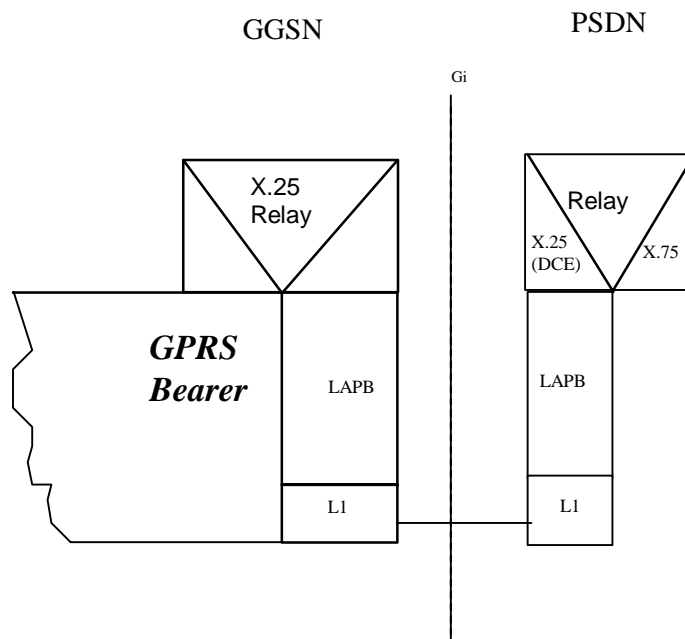 GGSN
PSDN
Gi
X.25
Relay
Relay
X.25
(DCE)
X.75
GPRS
Bearer
LAPB
LAPB
L1
L1